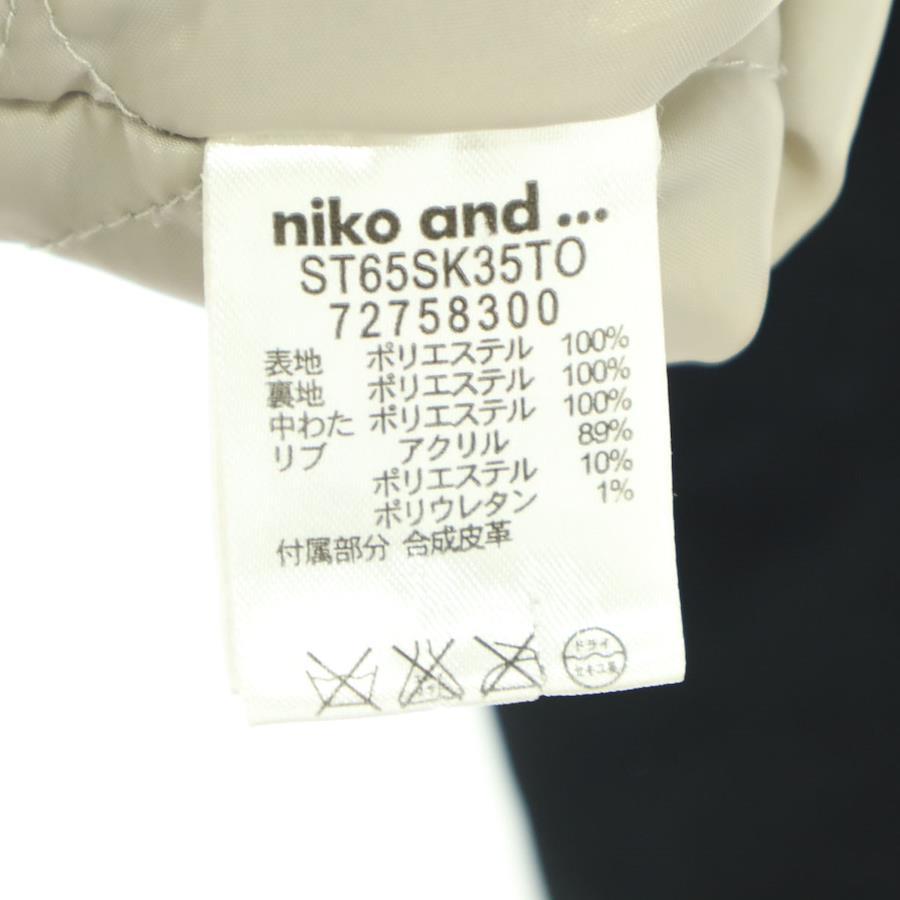 niko and ...
ST65SK35TO
72758300
表地 ポリエステル 100%
裏地 ポリエステル 100%
中わた ポリエステル 100%
リブ アクリル 89%
ポリエステル 10%
ポリウレタン 1%
付属部分 合成皮革
ドライ
セキユ系